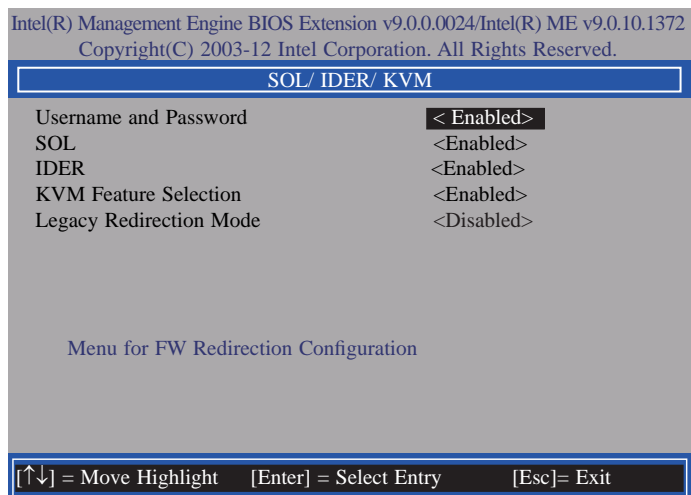 Intel(R) Management Engine BIOS Extension v9.0.0.0024/Intel(R) ME v9.0.10.1372
Copyright(C) 2003-12 Intel Corporation. All Rights Reserved.
SOL/ IDER/ KVM
Username and Password < Enabled>
SOL <Enabled>
IDER <Enabled>
KVM Feature Selection <Enabled>
Legacy Redirection Mode <Disabled>
Menu for FW Redirection Configuration
[↑↓] = Move Highlight [Enter] = Select Entry [Esc]= Exit